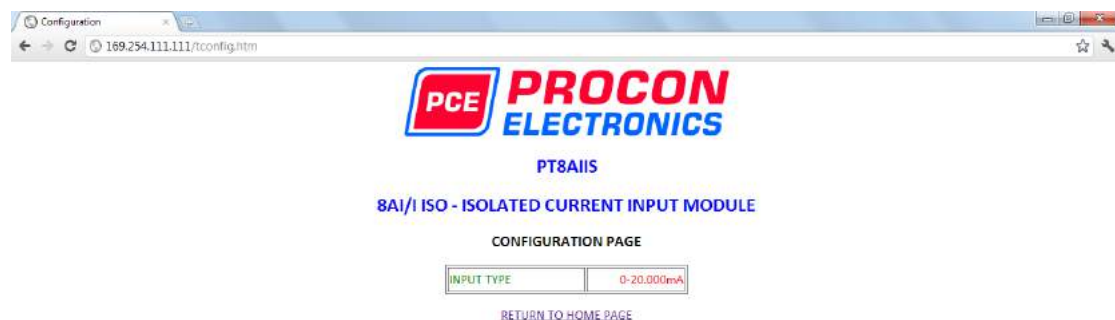 Configuration
169.254.111.111/tconfig.htm
PCE
PROCON
ELECTRONICS
PT8AIIS
8AI/I ISO - ISOLATED CURRENT INPUT MODULE
CONFIGURATION PAGE
INPUT TYPE 0-20.000mA
RETURN TO HOME PAGE